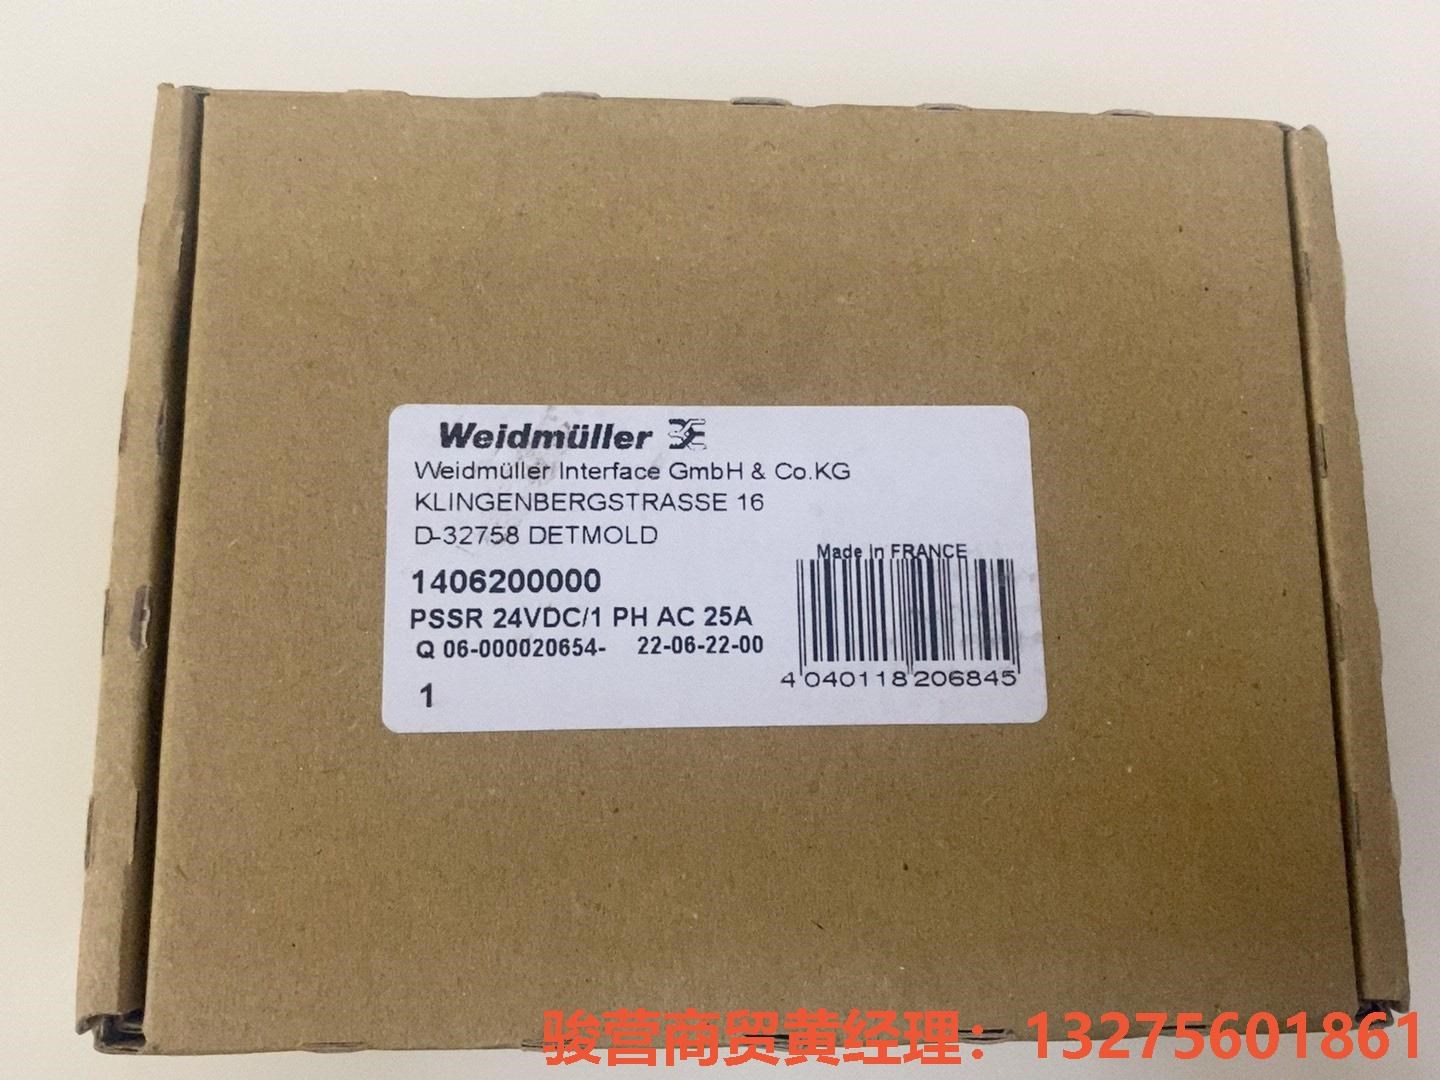 Weidmüller
Weidmüller Interface GmbH & Co.KG
KLINGENBERGSTRASSE 16
D-32758 DETMOLD
Made in FRANCE
1406200000
PSSR 24VDC/1 PH AC 25A
Q 06-000020654- 22-06-22-00
4 040118 206845
1
骏营商贸黄经理：13275601861